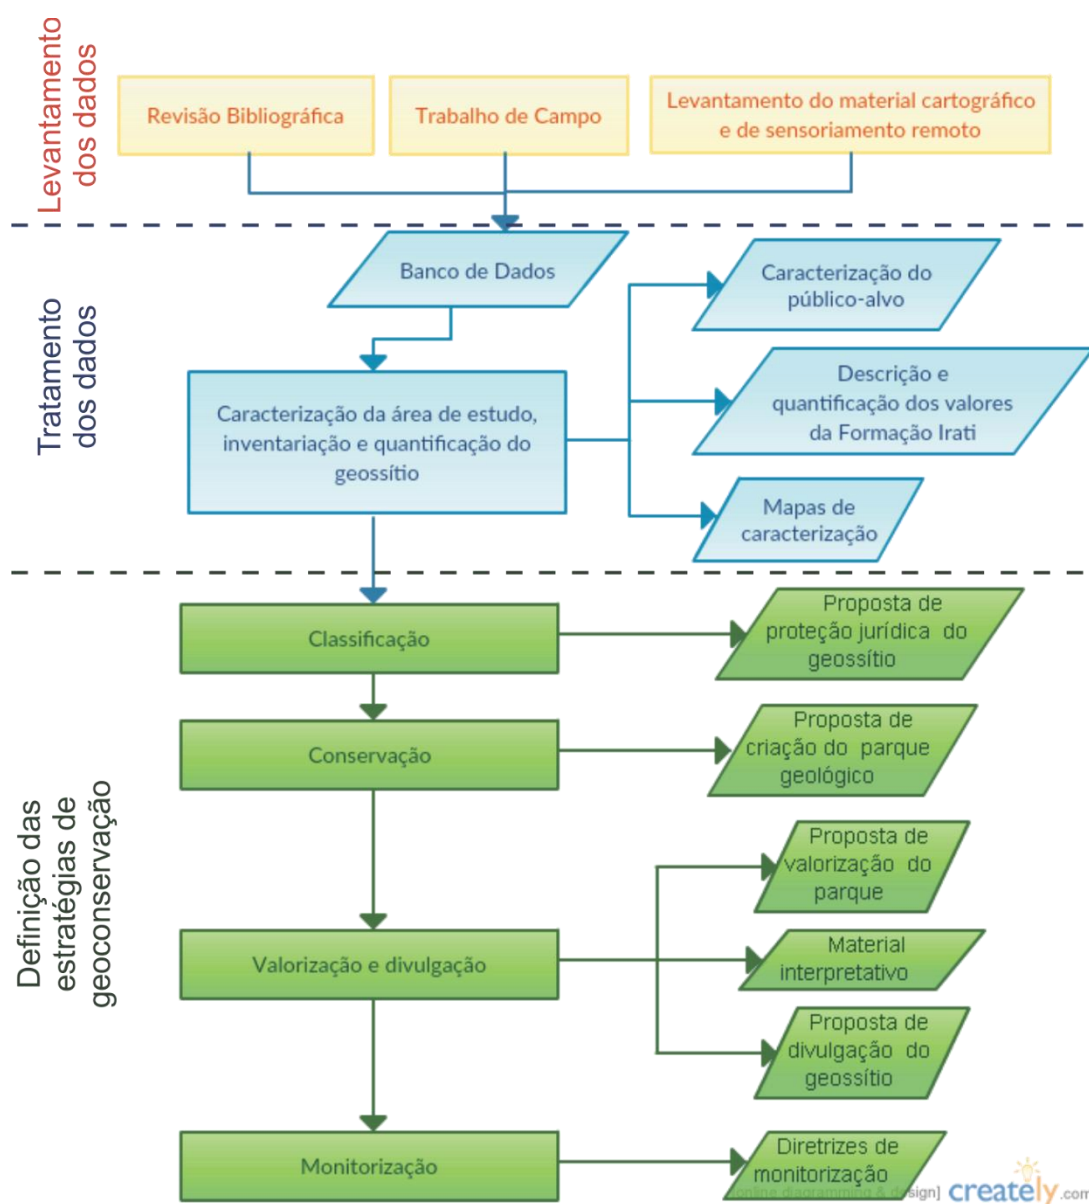 Levantamento
dos dados
Revisão Bibliográfica
Trabalho de Campo
Levantamento do material cartográfico
e de sensoriamento remoto
Tratamento
dos dados
Banco de Dados
Caracterização da área de estudo,
inventariação e quantificação do
geossítio
Caracterização do
público-alvo
Descrição e
quantificação dos valores
da Formação Irati
Mapas de
caracterização
Definição das
estratégias de
geoconservação
Classificação
Proposta de
proteção jurídica do
geossítio
Conservação
Proposta de
criação do parque
geológico
Valorização e divulgação
Proposta de
valorização do
parque
Material
interpretativo
Proposta de
divulgação do
geossítio
Monitorização
Diretrizes de
monitorização
[online diagramming & design] creately.com